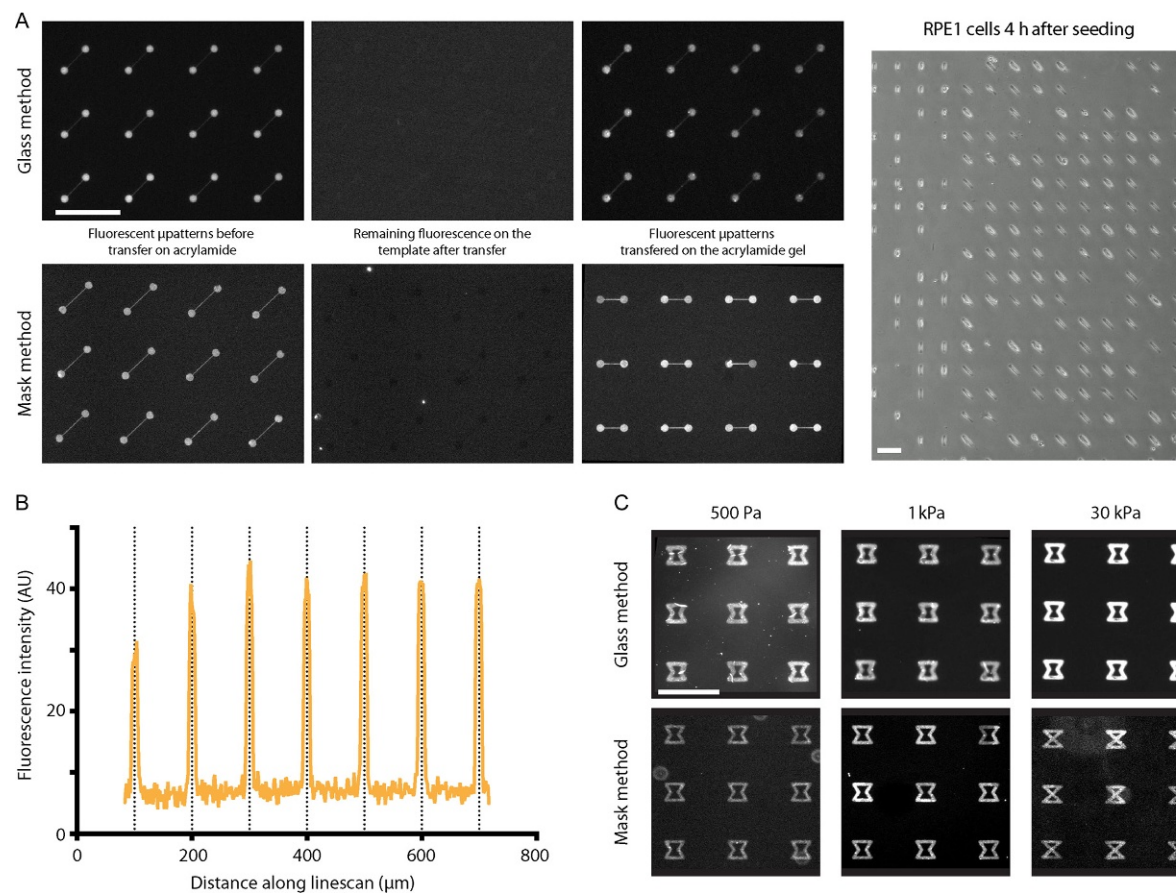 A
RPE1 cells 4 h after seeding
Glass method
Fluorescent µpatterns before
transfer on acrylamide
Remaining fluorescence on the
template after transfer
Fluorescent µpatterns
transfered on the acrylamide gel
Mask method
B
Fluorescence intensity (AU)
40
20
0
0
200
400
600
800
Distance along linescan (µm)
C
500 Pa
1 kPa
30 kPa
Glass method
Mask method